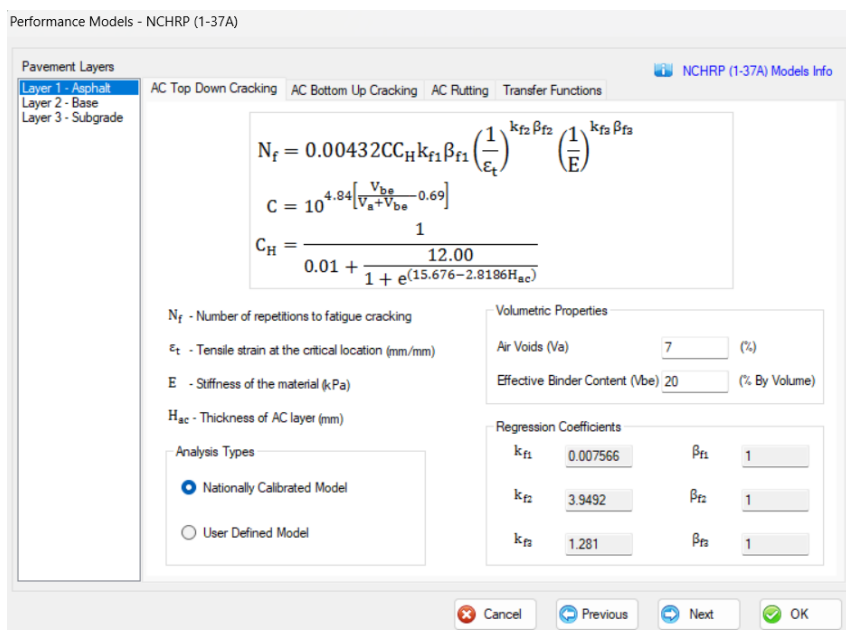 Performance Models - NCHRP (1-37A)
Pavement Layers
Layer 1 - Asphalt
Layer 2 - Base
Layer 3 - Subgrade
NCHRP (1-37A) Models Info
AC Top Down Cracking AC Bottom Up Cracking AC Rutting Transfer Functions
N_f = 0.00432CC_H k_f1 β_f1 (1/ε_t)^(k_f2 β_f2) (1/E)^(k_f3 β_f3)
C = 10^(4.84[V_be/(V_a+V_be) −0.69])
C_H = 1/(0.01 + 12.00/(1 + e^(15.676−2.8186H_ac)))
N_f - Number of repetitions to fatigue cracking
ε_t - Tensile strain at the critical location (mm/mm)
E - Stiffness of the material (kPa)
H_ac - Thickness of AC layer (mm)
Analysis Types
Nationally Calibrated Model
User Defined Model
Volumetric Properties
Air Voids (Va) 7 (%)
Effective Binder Content (Vbe) 20 (% By Volume)
Regression Coefficients
k_f1 0.007566 β_f1 1
k_f2 3.9492 β_f2 1
k_f3 1.281 β_f3 1
Cancel Previous Next OK